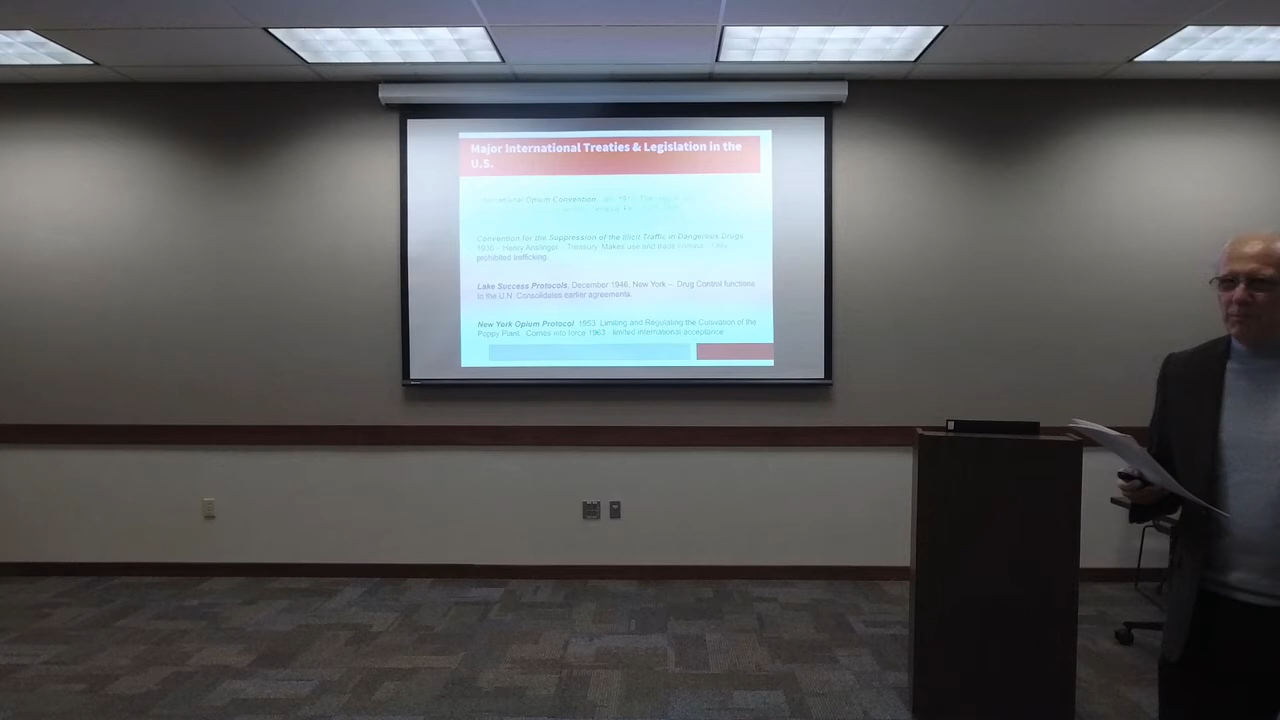 Major International Treaties & Legislation in the
U.S.
International Opium Convention
Convention for the Suppression of the Illicit Traffic in Dangerous Drugs
1936 - Henry Anslinger - Treasury. Makes use and trade
prohibited trafficking.
Lake Success Protocols, December 1946, New York – Drug Control functions
to the U.N. Consolidates earlier agreements.
New York Opium Protocol 1953. Limiting and Regulating the Cultivation of the
Poppy Plant. Comes into force 1963 - limited international acceptance